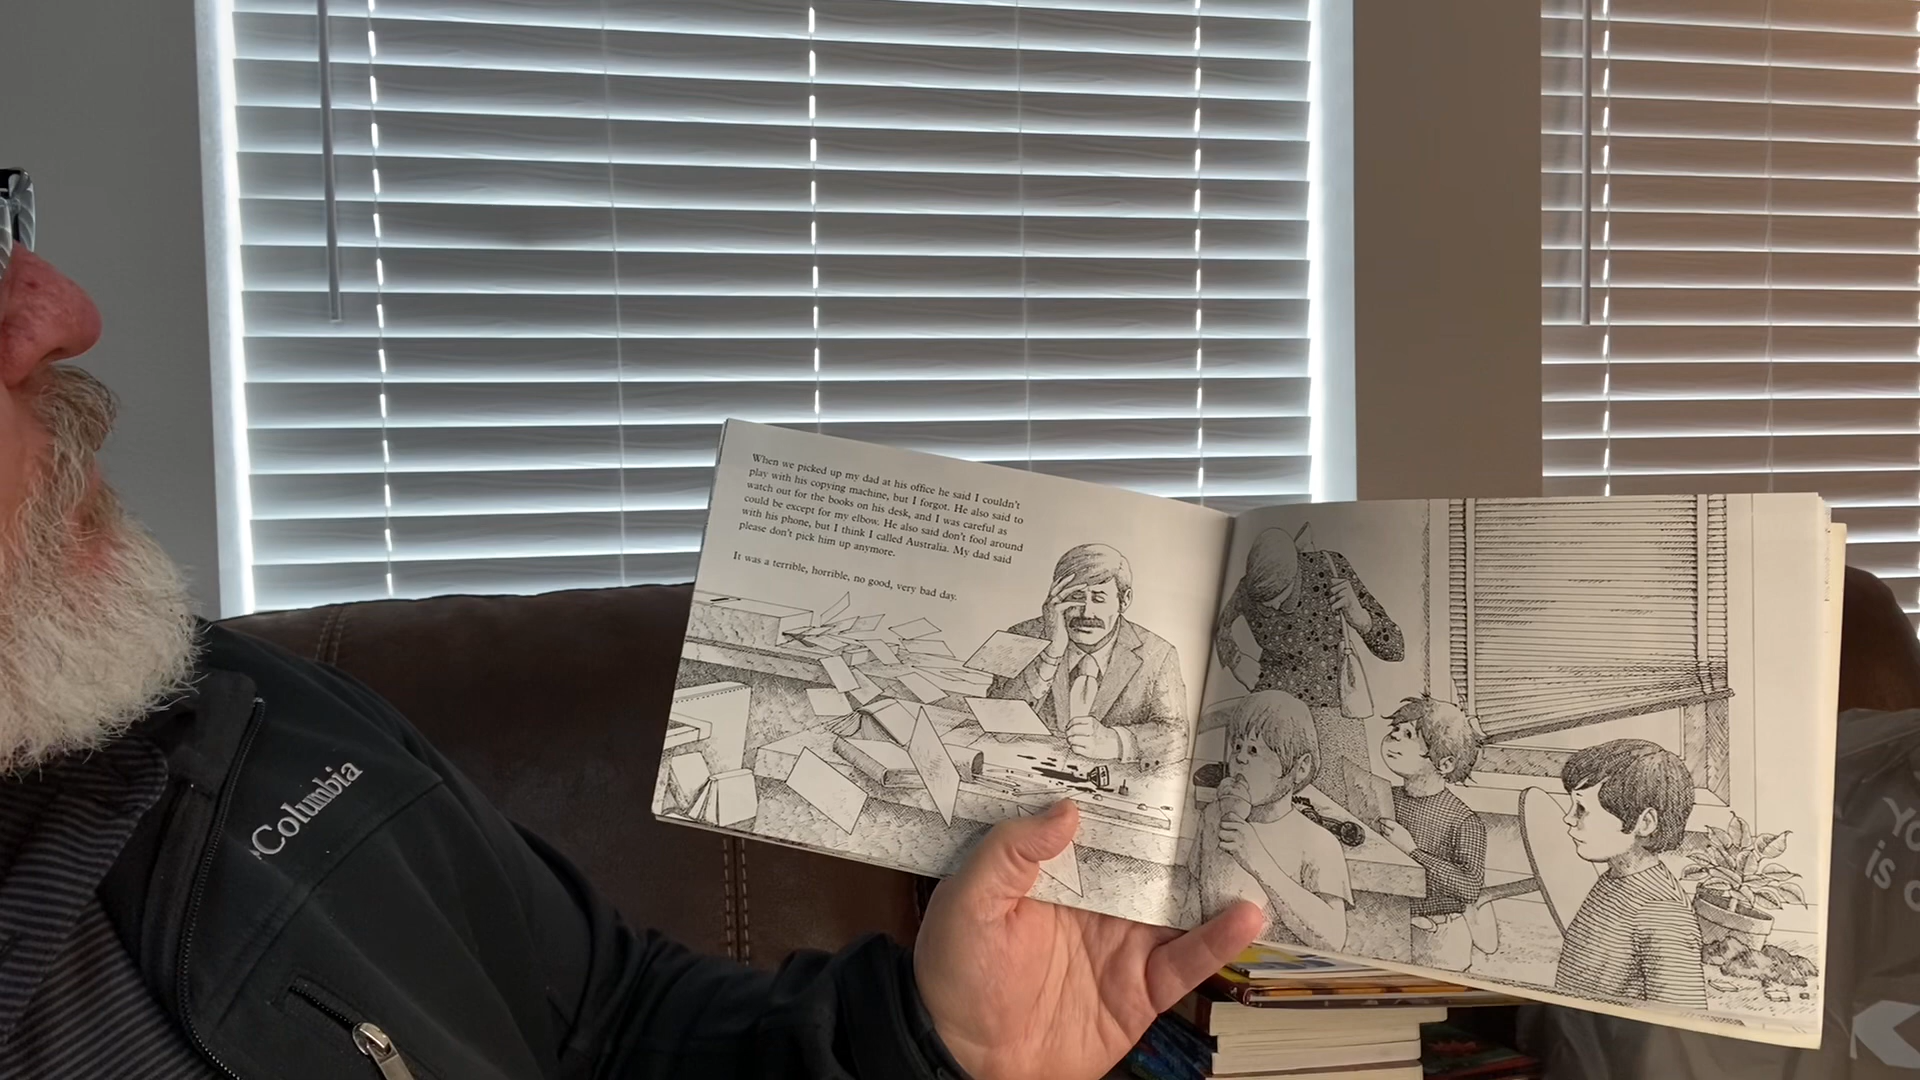 When we picked up my dad at his office he said I couldn't
play with his copying machine, but I forgot. He also said to
watch out for the books on his desk, and I was careful as
could be except for my elbow. He also said don't fool around
with his phone, but I think I called Australia. My dad said
please don't pick him up anymore.
It was a terrible, horrible, no good, very bad day.
Columbia
is